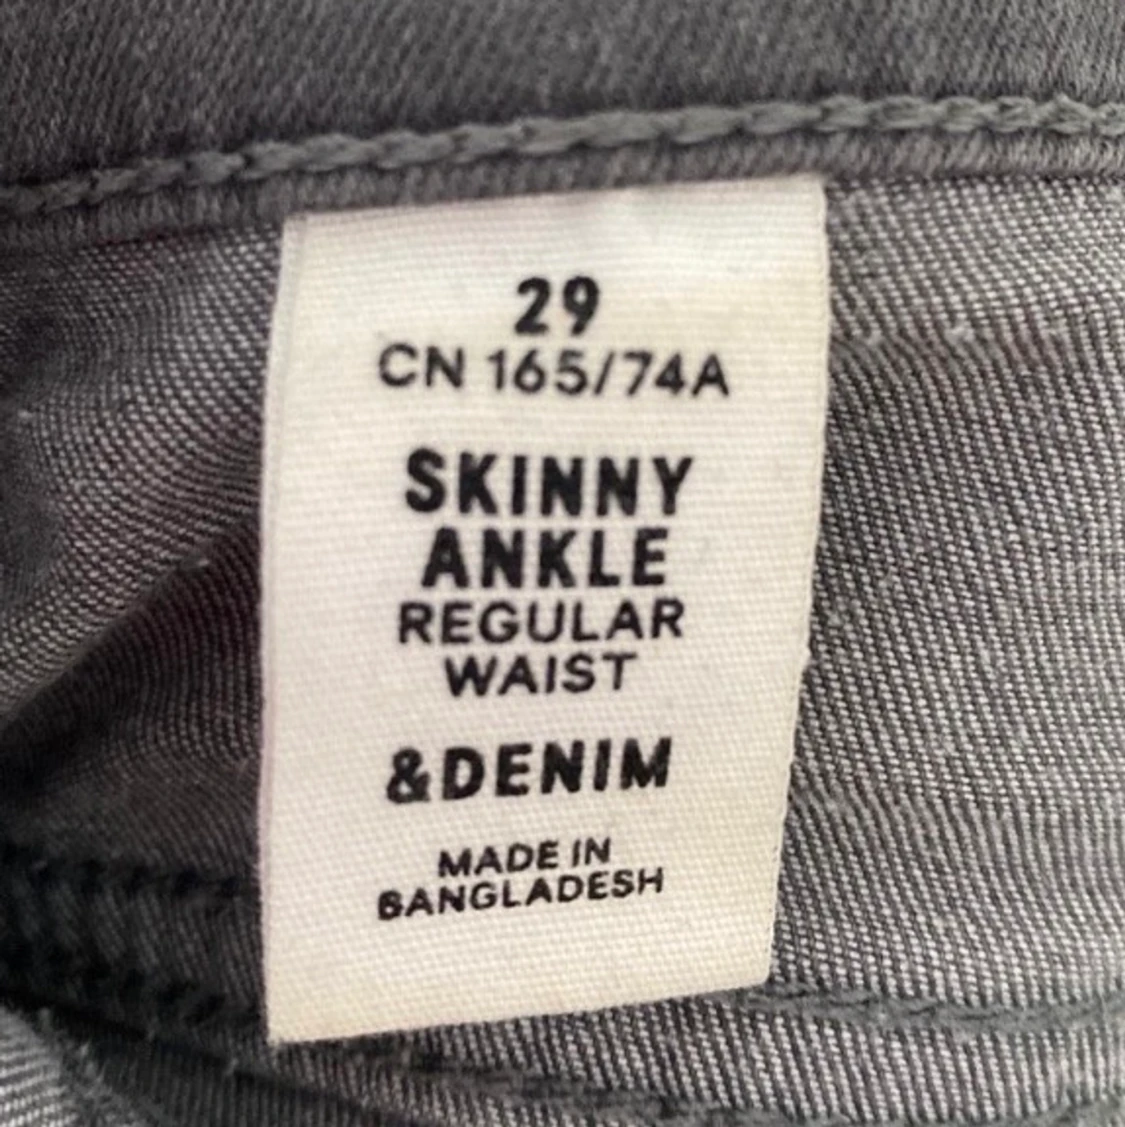 29
CN 165/74A
SKINNY
ANKLE
REGULAR
WAIST
&DENIM
MADE IN
BANGLADESH